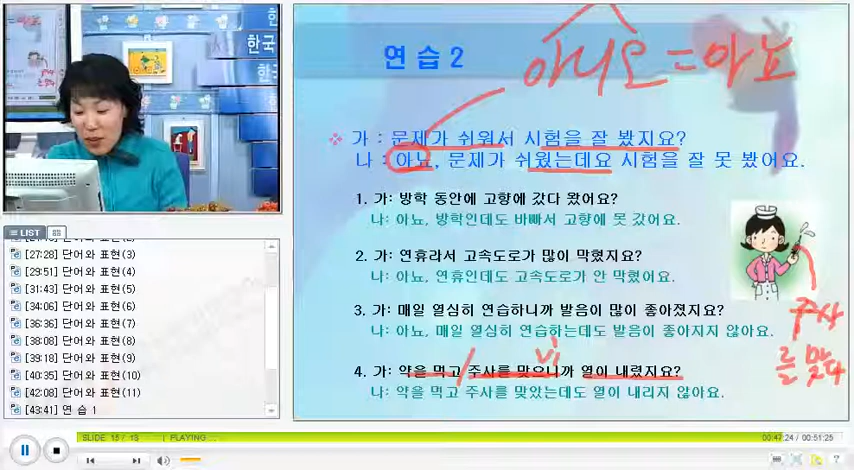 한국
연 습 2
아니오 = 아뇨
❖ 가 : 문제가 쉬워서 시험을 잘 봤지요?
나 : 아뇨, 문제가 쉬웠는데요 시험을 잘 못 봤어요.
1. 가: 방학 동안에 고향에 갔다 왔어요?
나: 아뇨, 방학인데도 바빠서 고향에 못 갔어요.
2. 가: 연휴라서 고속도로가 많이 막혔지요?
나: 아뇨, 연휴인데도 고속도로가 안 막혔어요.
3. 가: 매일 열심히 연습하니까 발음이 많이 좋아졌지요?
나: 아뇨, 매일 열심히 연습하는데도 발음이 좋아지지 않아요.
4. 가: 약을 먹고 주사를 맞으니까 열이 내렸지요?
나: 약을 먹고 주사를 맞았는데도 열이 내리지 않아요.
주사
를 맞다
LIST
[27:28] 단어와 표현(3)
[29:51] 단어와 표현(4)
[31:43] 단어와 표현(5)
[34:06] 단어와 표현(6)
[36:36] 단어와 표현(7)
[38:08] 단어와 표현(8)
[39:18] 단어와 표현(9)
[40:35] 단어와 표현(10)
[42:08] 단어와 표현(11)
[43:41] 연 습 1
SLIDE: 15 / 18 PLAYING
00:47:24 / 00:51:25